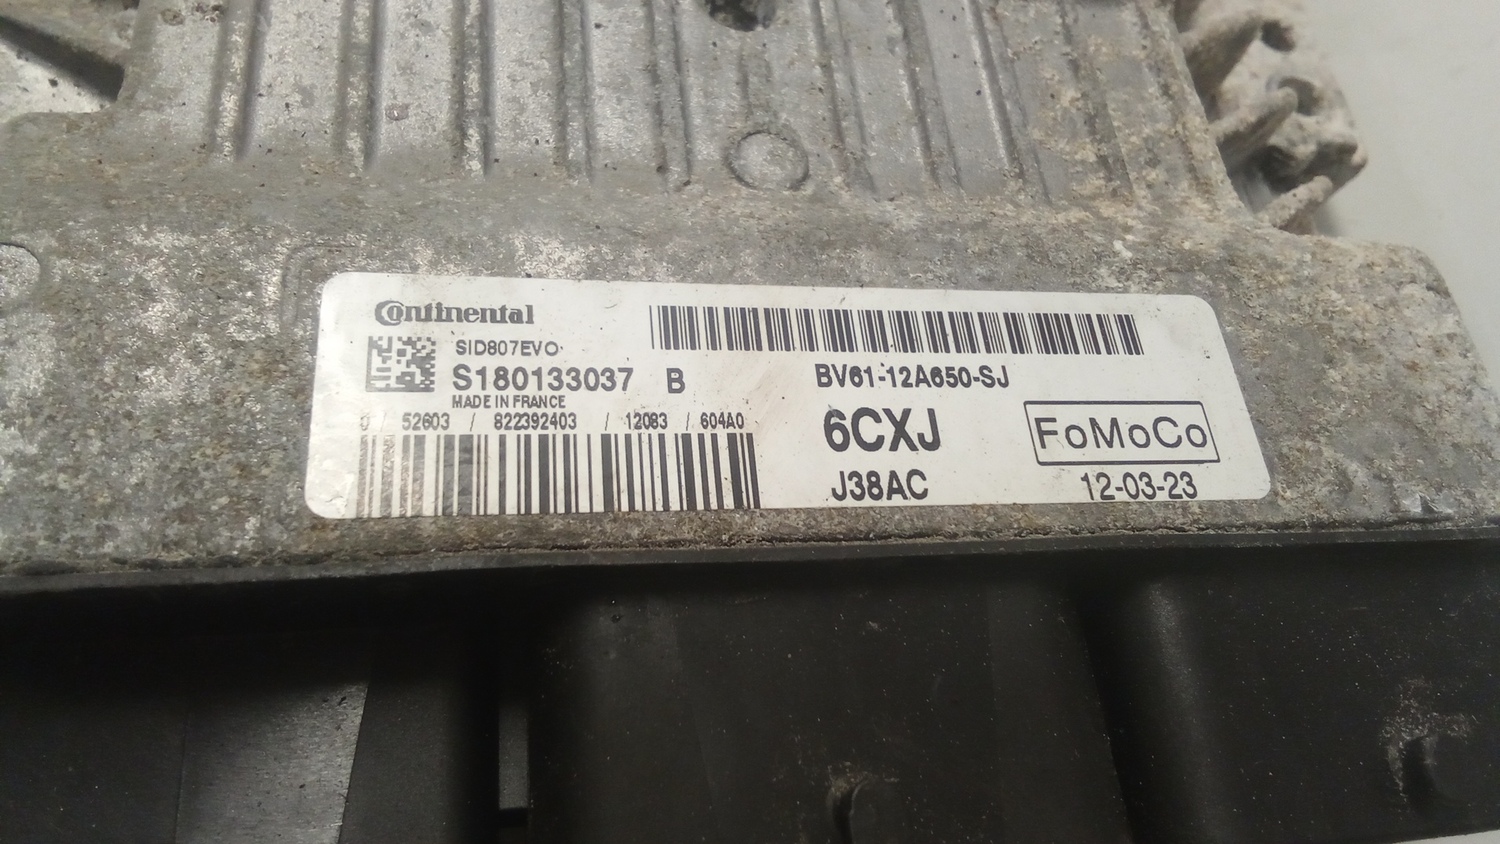 Continental
SID807EVO
S180133037 B
MADE IN FRANCE
0 / 52603 / 822392403 / 12083 / 604A0
BV61-12A650-SJ
6CXJ
FoMoCo
J38AC
12-03-23